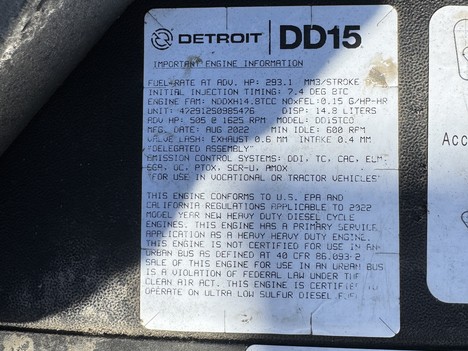 DETROIT DD15
IMPORTANT ENGINE INFORMATION
FUEL-RATE AT ADV. HP: 293.1 MM3/STROKE
INITIAL INJECTION TIMING: 7.4 DEG BTC
ENGINE FAM: NDDXH14.8TCC NOXFEL:0.15 G/HP-HR
UNIT: 472912S0985476 DISP: 14.8 LITERS
ADV HP: 505 @ 1625 RPM MODEL: DD15TCO
MFG. DATE: AUG 2022 MIN IDLE: 600 RPM
VALVE LASH: EXHAUST 0.6 MM INTAKE 0.4 MM
"DELEGATED ASSEMBLY"
EMISSION CONTROL SYSTEMS: DDI, TC, CAC, ELM,
EGR, OC, PTOX, SCR-U, AMOX
"FOR USE IN VOCATIONAL OR TRACTOR VEHICLES"
THIS ENGINE CONFORMS TO U.S. EPA AND
CALIFORNIA REGULATIONS APPLICABLE TO 2022
MODEL YEAR NEW HEAVY DUTY DIESEL CYCLE
ENGINES. THIS ENGINE HAS A PRIMARY SERVICE
APPLICATION AS A HEAVY HEAVY DUTY ENGINE.
THIS ENGINE IS NOT CERTIFIED FOR USE IN AN
URBAN BUS AS DEFINED AT 40 CFR 86.093-2
SALE OF THIS ENGINE FOR USE IN AN URBAN BUS
IS A VIOLATION OF FEDERAL LAW UNDER THE
CLEAN AIR ACT. THIS ENGINE IS CERTIFIED TO
OPERATE ON ULTRA LOW SULFUR DIESEL FUEL
Acc